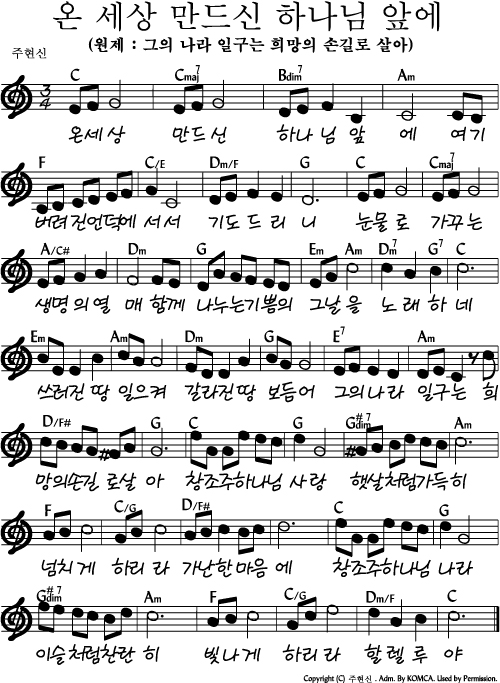 온 세상 만드신 하나님 앞에
(원제 : 그의 나라 일구는 희망의 손길로 살아)
주현신
C Cmaj7 Bdim7 Am
3/4
온세상 만드신 하나님 앞에 여기
F C/E Dm/F G C Cmaj7
버려진언덕에 서서 기도드리니 눈물로 가꾸는
A/C# Dm G Em Am Dm7 G7 C
생명의열매 함께 나누는기쁨의 그날을 노래하네
Em Am Dm G E7 Am
쓰러진땅 일으켜 갈라진땅 보듬어 그의나라 일구는 희
D/F# G C G G#dim7 Am
망의손길로살아 창조주하나님 사랑 햇살처럼가득히
F C/G D/F# G C G
넘치게 하리라 가난한마음에 창조주하나님 나라
G#dim7 Am F C/G Dm/F C
이슬처럼찬란히 빛나게 하리라 할렐루야
Copyright (C) 주현신 . Adm. By KOMCA. Used by Permission.